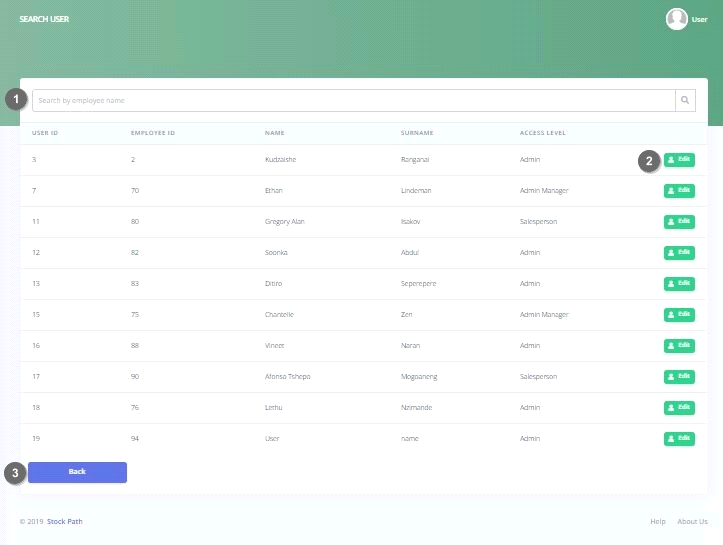 SEARCH USER
User
1
Search by employee name
USER ID EMPLOYEE ID NAME SURNAME ACCESS LEVEL
3 2 Kudzaishe Ranganai Admin 2 Edit
7 70 Ethan Lindeman Admin Manager Edit
11 80 Gregory Alan Isakov Salesperson Edit
12 82 Soonka Abdul Admin Edit
13 83 Ditiro Seperepere Admin Edit
15 75 Chantelle Zen Admin Manager Edit
16 88 Vineet Naran Admin Edit
17 90 Afonso Tshepo Mogoaneng Salesperson Edit
18 76 Lethu Nzimande Admin Edit
19 94 User name Admin Edit
3 Back
© 2019 Stock Path Help About Us